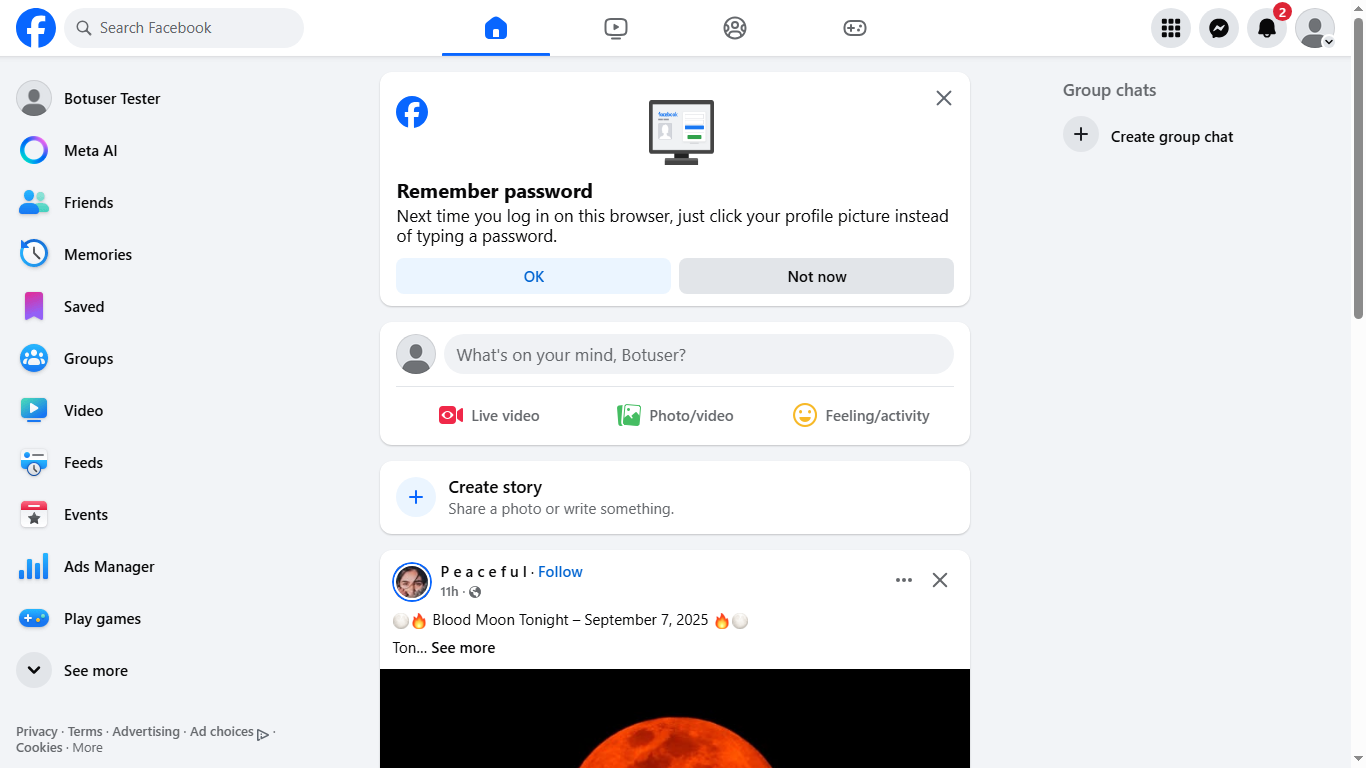 Search Facebook
2
Botuser Tester
Meta AI
Friends
Memories
Saved
Groups
Video
Feeds
Events
Ads Manager
Play games
See more
Privacy · Terms · Advertising · Ad choices ·
Cookies · More
facebook
Remember password
Next time you log in on this browser, just click your profile picture instead
of typing a password.
OK
Not now
What's on your mind, Botuser?
Live video
Photo/video
Feeling/activity
Create story
Share a photo or write something.
P e a c e f u l · Follow
11h ·
🌕🔥 Blood Moon Tonight – September 7, 2025 🔥🌕
Ton... See more
Group chats
Create group chat